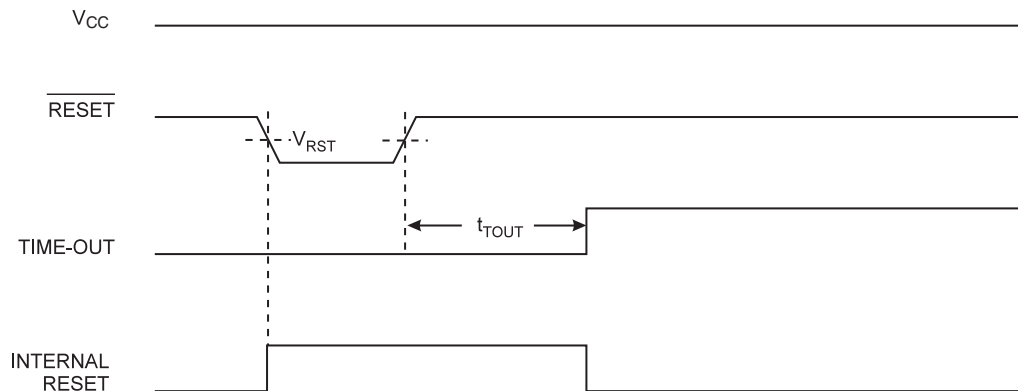 VCC
RESET
VRST
tTOUT
TIME-OUT
INTERNAL
RESET